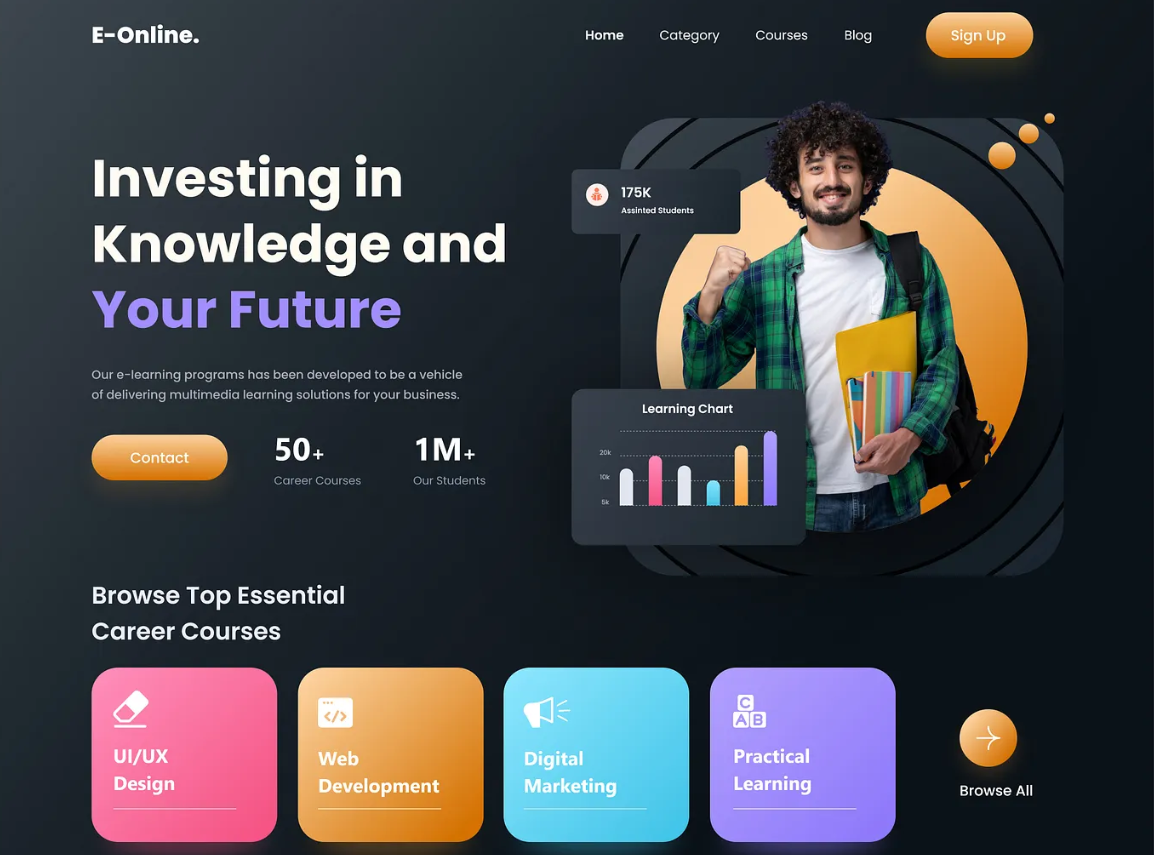 E-Online.
Home
Category
Courses
Blog
Sign Up
Investing in
Knowledge and
Your Future
Our e-learning programs has been developed to be a vehicle
of delivering multimedia learning solutions for your business.
Contact
50+
Career Courses
1M+
Our Students
175K
Assinted Students
Learning Chart
20k
10k
5k
Browse Top Essential
Career Courses
UI/UX
Design
Web
Development
Digital
Marketing
C
A B
Practical
Learning
Browse All